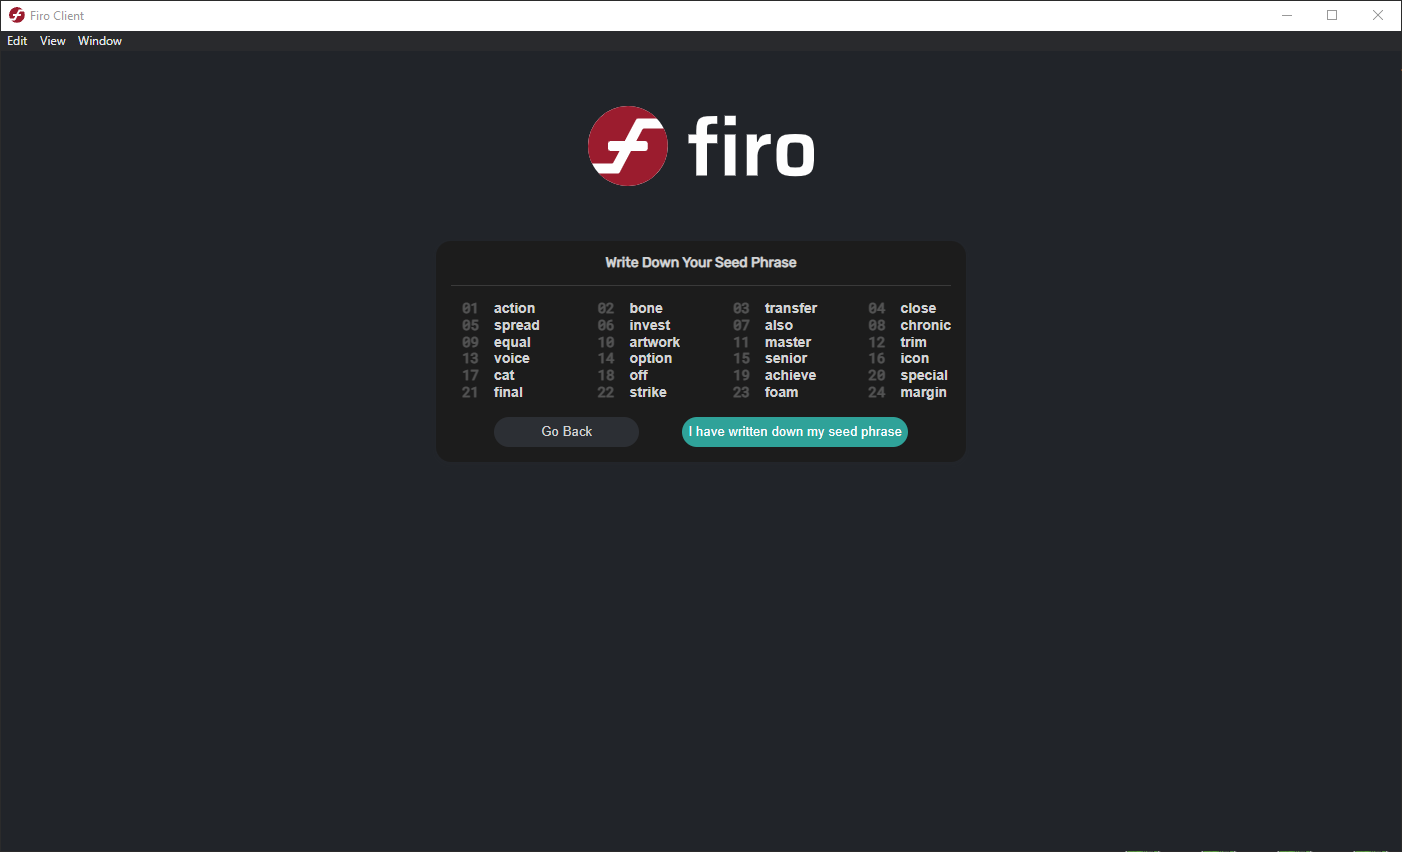 Firo Client
Edit View Window
firo
Write Down Your Seed Phrase
01 action 02 bone 03 transfer 04 close
05 spread 06 invest 07 also 08 chronic
09 equal 10 artwork 11 master 12 trim
13 voice 14 option 15 senior 16 icon
17 cat 18 off 19 achieve 20 special
21 final 22 strike 23 foam 24 margin
Go Back I have written down my seed phrase